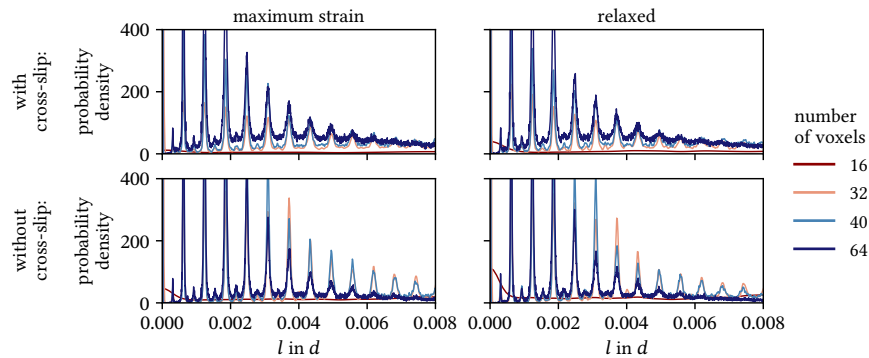 maximum strain
relaxed
with
cross-slip:
probability
density
400
200
0
number
of voxels
16
32
40
64
without
cross-slip:
probability
density
400
200
0
0.000
0.002
0.004
0.006
0.008
0.000
0.002
0.004
0.006
0.008
l in d
l in d